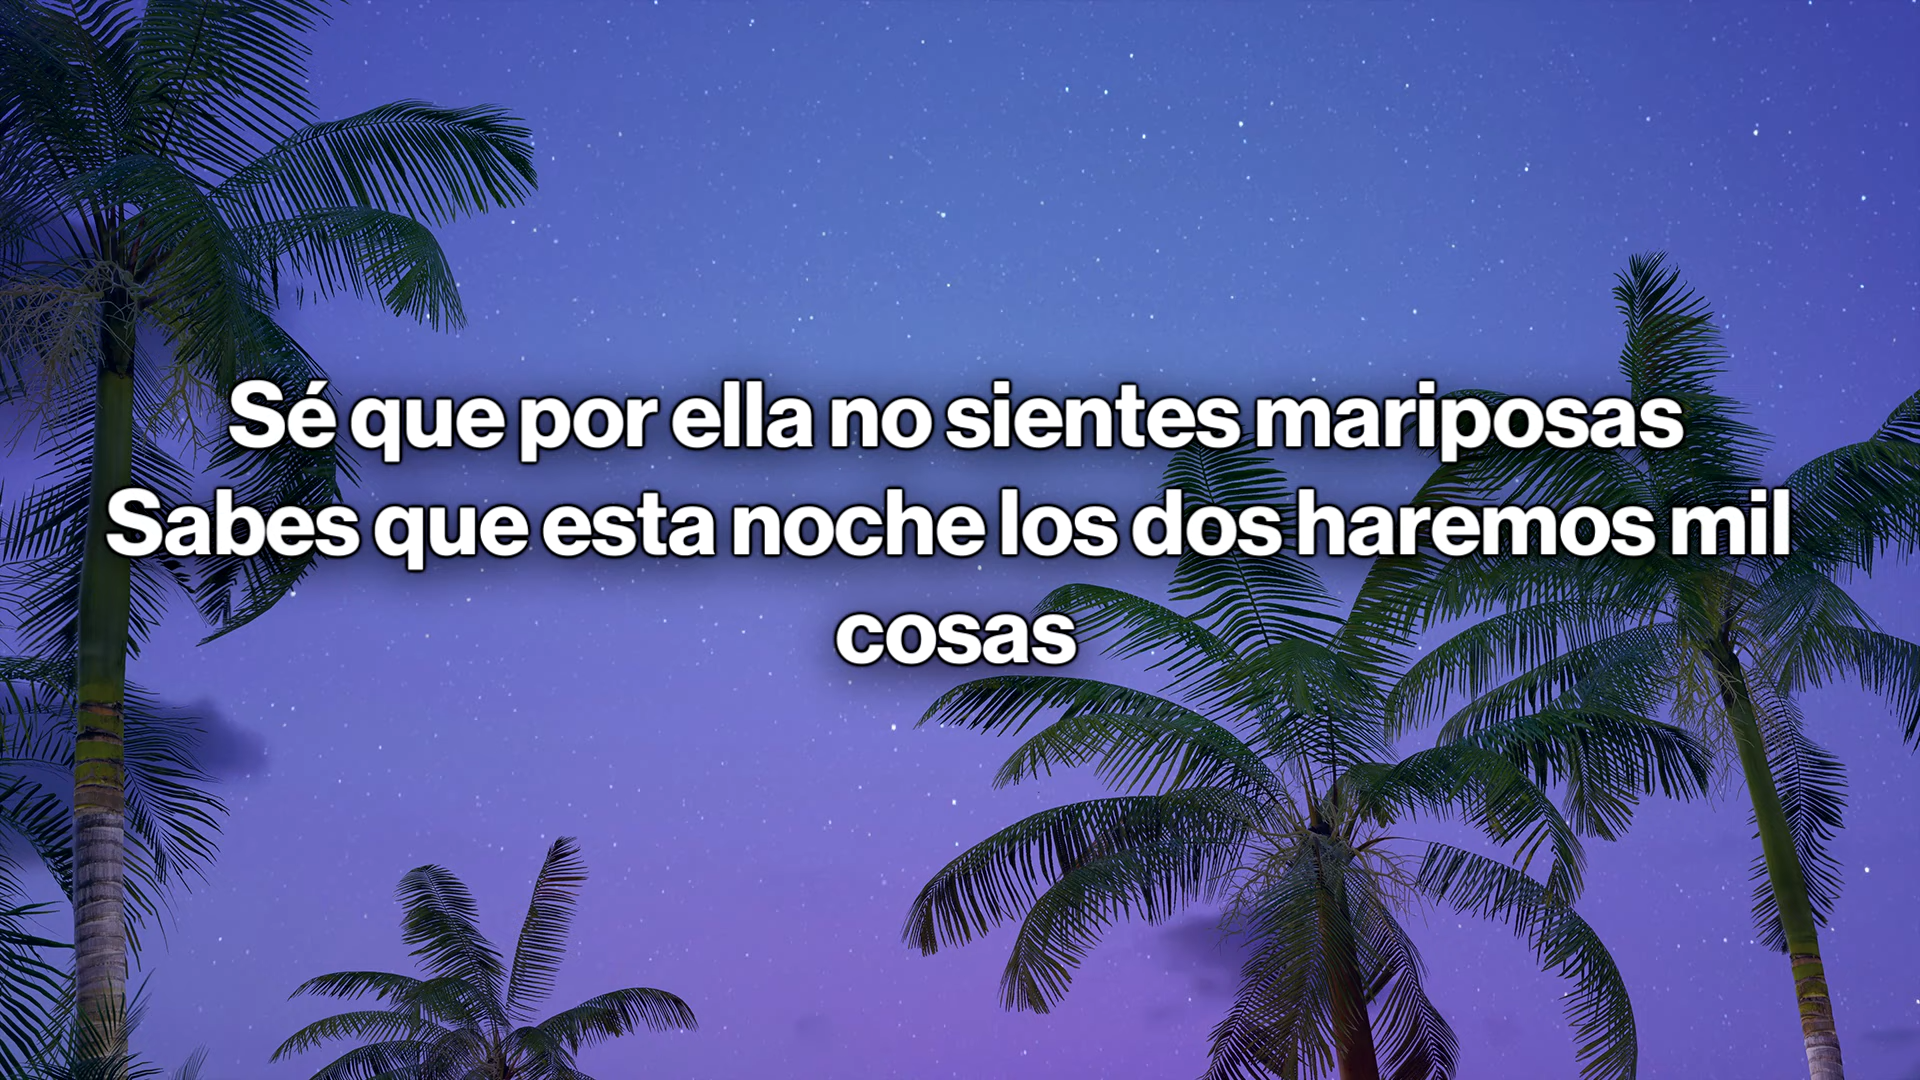 Sé que por ella no sientes mariposas
Sabes que esta noche los dos haremos mil
cosas